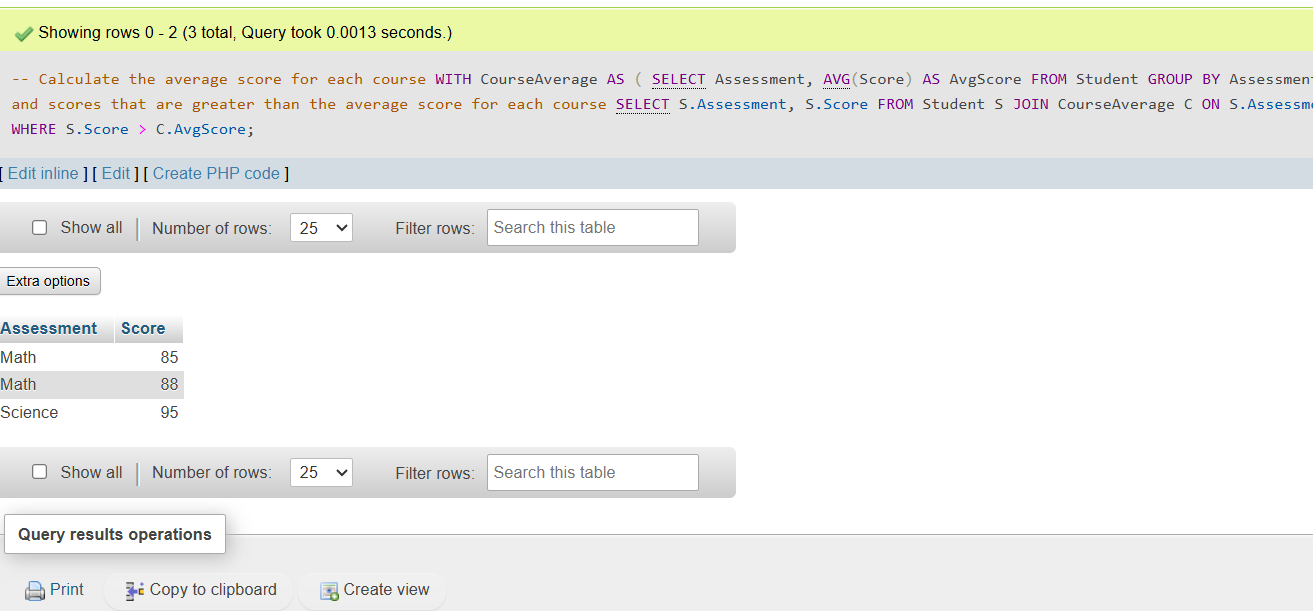 Showing rows 0 - 2 (3 total, Query took 0.0013 seconds.)
-- Calculate the average score for each course WITH CourseAverage AS ( SELECT Assessment, AVG(Score) AS AvgScore FROM Student GROUP BY Assessmen
and scores that are greater than the average score for each course SELECT S.Assessment, S.Score FROM Student S JOIN CourseAverage C ON S.Assessm
WHERE S.Score > C.AvgScore;
[ Edit inline ] [ Edit ] [ Create PHP code ]
Show all | Number of rows: 25 Filter rows: Search this table
Extra options
Assessment Score
Math 85
Math 88
Science 95
Show all | Number of rows: 25 Filter rows: Search this table
Query results operations
Print Copy to clipboard Create view